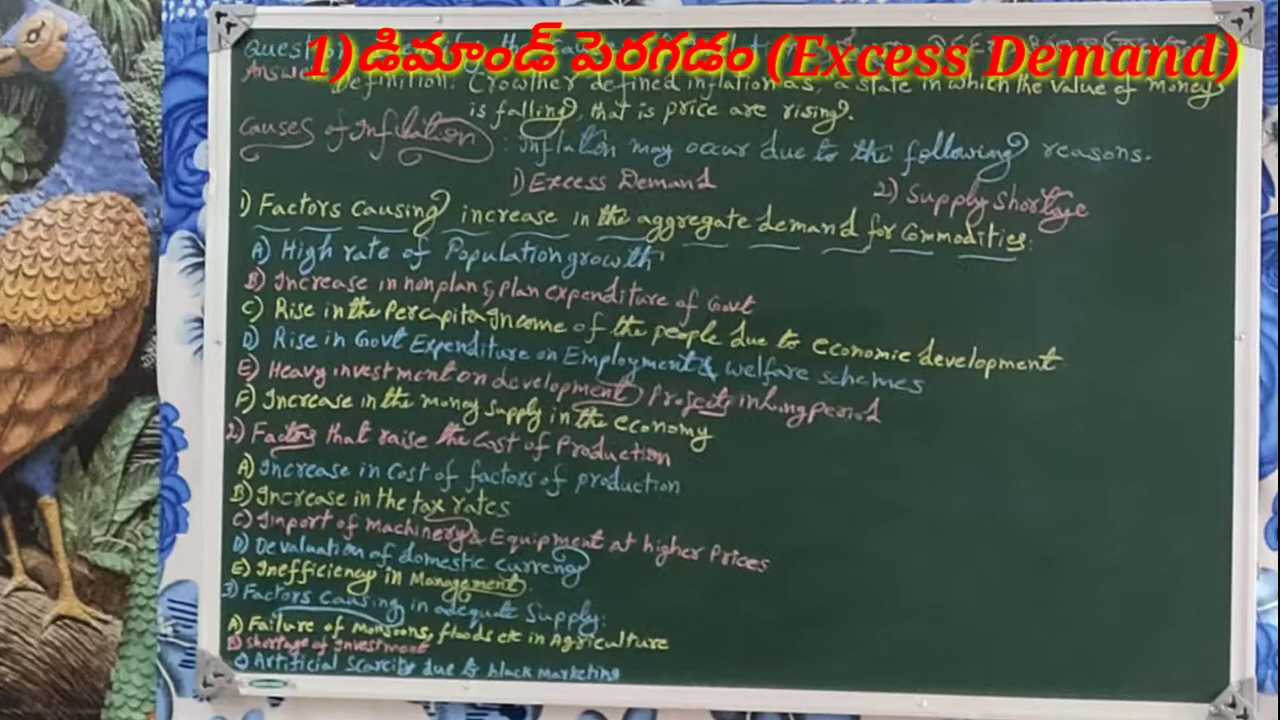 1)డిమాండ్ పెరగడం (Excess Demand)
Definition: Crowther defined inflation as, a state in which the value of money
is falling, that is price are rising.
Causes of Inflation : Inflation may occur due to the following reasons.
1) Excess Demand 2) Supply Shortage
1) Factors causing increase in the aggregate demand for Commodities:
A) High rate of Population growth
B) Increase in nonplan & plan expenditure of Govt
C) Rise in the Percapita Income of the people due to economic development
D) Rise in Govt Expenditure on Employment & welfare schemes
E) Heavy investment on development Projects in Long period
F) Increase in the money supply in the economy
2) Factors that raise the Cost of Production
A) Increase in Cost of factors of production
B) Increase in the tax rates
C) Import of Machinery & Equipment at higher Prices
D) Devaluation of domestic currency
E) Inefficiency in Management
3) Factors causing in adequate Supply:
A) Failure of Monsoons, floods etc in Agriculture
B) Shortage of Investment
C) Artificial Scarcity due to black marketing